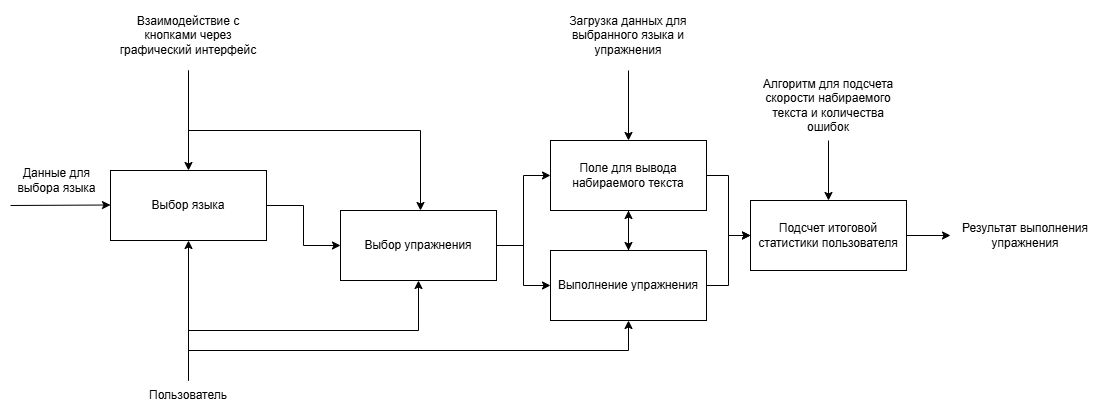 Взаимодействие с
кнопками через
графический интерфейс
Загрузка данных для
выбранного языка и
упражнения
Алгоритм для подсчета
скорости набираемого
текста и количества
ошибок
Данные для
выбора языка
Выбор языка
Выбор упражнения
Поле для вывода
набираемого текста
Выполнение упражнения
Подсчет итоговой
статистики пользователя
Результат выполнения
упражнения
Пользователь